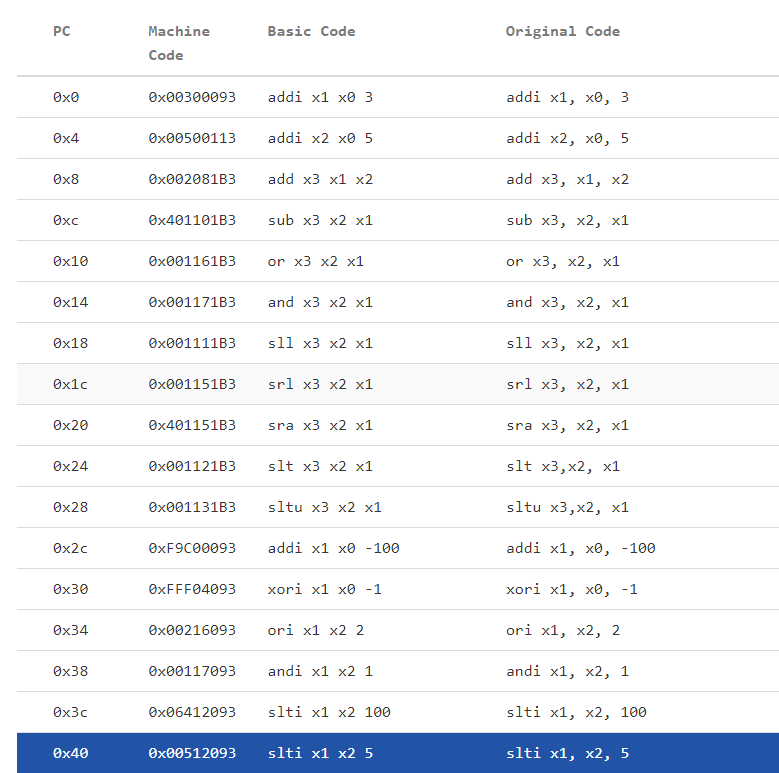 PC Machine Code Basic Code Original Code
0x0 0x00300093 addi x1 x0 3 addi x1, x0, 3
0x4 0x00500113 addi x2 x0 5 addi x2, x0, 5
0x8 0x002081B3 add x3 x1 x2 add x3, x1, x2
0xc 0x401101B3 sub x3 x2 x1 sub x3, x2, x1
0x10 0x001161B3 or x3 x2 x1 or x3, x2, x1
0x14 0x001171B3 and x3 x2 x1 and x3, x2, x1
0x18 0x001111B3 sll x3 x2 x1 sll x3, x2, x1
0x1c 0x001151B3 srl x3 x2 x1 srl x3, x2, x1
0x20 0x401151B3 sra x3 x2 x1 sra x3, x2, x1
0x24 0x001121B3 slt x3 x2 x1 slt x3,x2, x1
0x28 0x001131B3 sltu x3 x2 x1 sltu x3,x2, x1
0x2c 0xF9C00093 addi x1 x0 -100 addi x1, x0, -100
0x30 0xFFF04093 xori x1 x0 -1 xori x1, x0, -1
0x34 0x00216093 ori x1 x2 2 ori x1, x2, 2
0x38 0x00117093 andi x1 x2 1 andi x1, x2, 1
0x3c 0x06412093 slti x1 x2 100 slti x1, x2, 100
0x40 0x00512093 slti x1 x2 5 slti x1, x2, 5